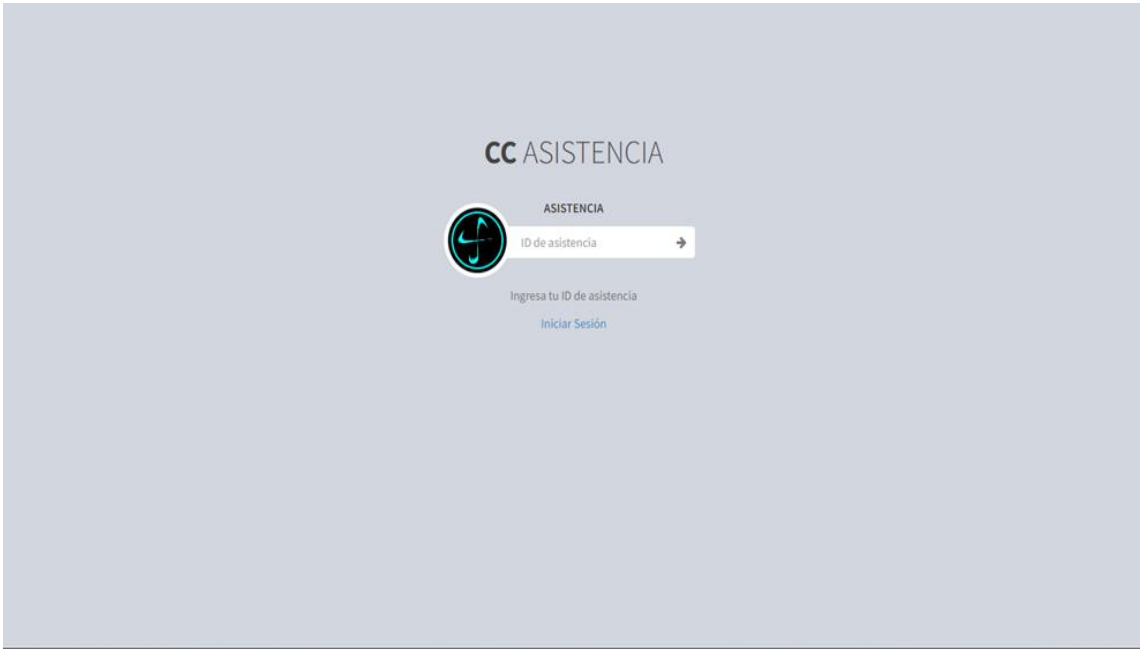 CC ASISTENCIA
ASISTENCIA
ID de asistencia
Ingresa tu ID de asistencia
Iniciar Sesión